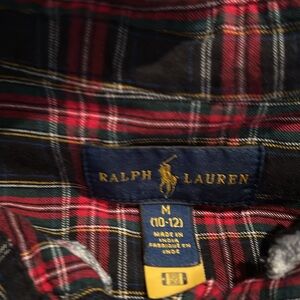 RALPH LAUREN
M
(10-12)
MADE IN
INDIA
FABRIQUÉ EN
INDE